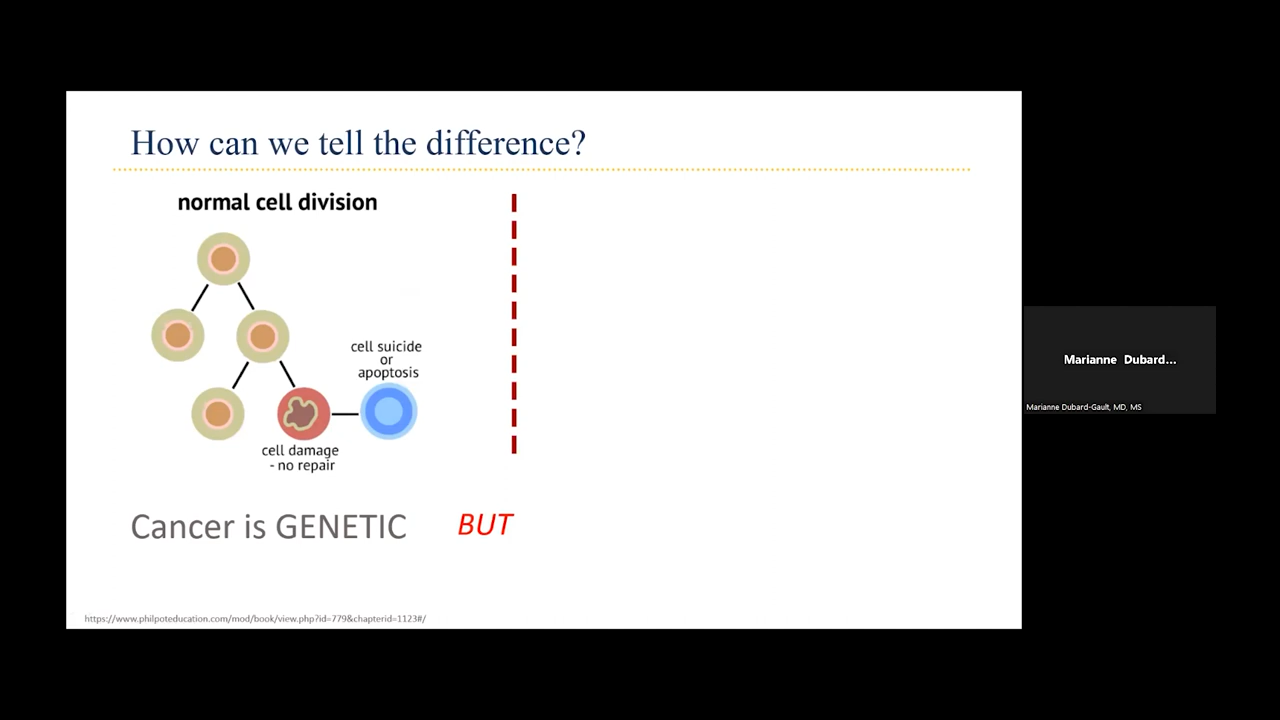 How can we tell the difference?
normal cell division
cell suicide
or
apoptosis
cell damage
- no repair
Cancer is GENETIC BUT
https://www.philpoteducation.com/mod/book/view.php?id=779&chapterid=1123#/
Marianne Dubard...
Marianne Dubard-Gault, MD, MS